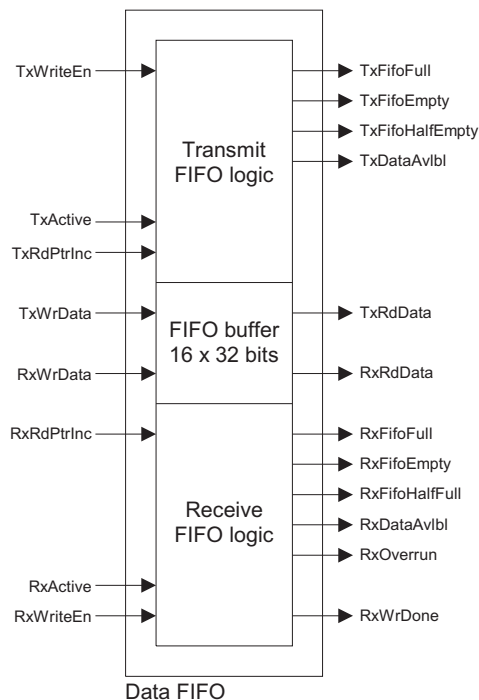 TxWriteEn
TxFifoFull
TxFifoEmpty
TxFifoHalfEmpty
TxDataAvlbl
Transmit
FIFO logic
TxActive
TxRdPtrInc
TxWrData
TxRdData
FIFO buffer
16 x 32 bits
RxWrData
RxRdData
RxRdPtrInc
RxFifoFull
RxFifoEmpty
RxFifoHalfFull
RxDataAvlbl
RxOverrun
Receive
FIFO logic
RxActive
RxWriteEn
RxWrDone
Data FIFO